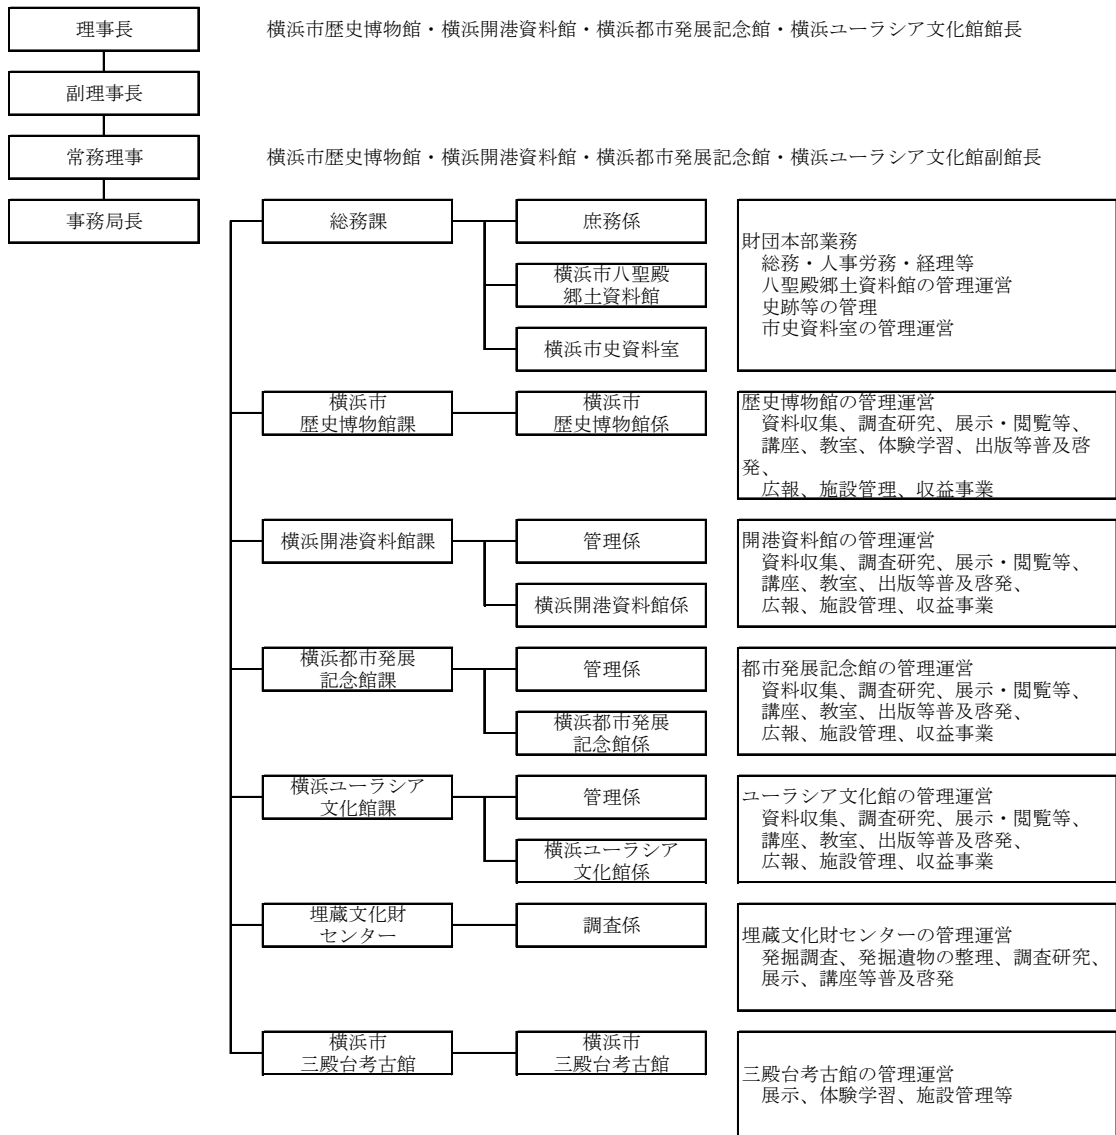 理事長
横浜市歴史博物館・横浜開港資料館・横浜都市発展記念館・横浜ユーラシア文化館館長
副理事長
常務理事
横浜市歴史博物館・横浜開港資料館・横浜都市発展記念館・横浜ユーラシア文化館副館長
事務局長
総務課
庶務係
横浜市八聖殿
郷土資料館
横浜市史資料室
財団本部業務
総務・人事労務・経理等
八聖殿郷土資料館の管理運営
史跡等の管理
市史資料室の管理運営
横浜市
歴史博物館課
横浜市
歴史博物館係
歴史博物館の管理運営
資料収集、調査研究、展示・閲覧等、
講座、教室、体験学習、出版等普及啓
発、
広報、施設管理、収益事業
横浜開港資料館課
管理係
横浜開港資料館係
開港資料館の管理運営
資料収集、調査研究、展示・閲覧等、
講座、教室、出版等普及啓発、
広報、施設管理、収益事業
横浜都市発展
記念館課
管理係
横浜都市発展
記念館係
都市発展記念館の管理運営
資料収集、調査研究、展示・閲覧等、
講座、教室、出版等普及啓発、
広報、施設管理、収益事業
横浜ユーラシア
文化館課
管理係
横浜ユーラシア
文化館係
ユーラシア文化館の管理運営
資料収集、調査研究、展示・閲覧等、
講座、教室、出版等普及啓発、
広報、施設管理、収益事業
埋蔵文化財
センター
調査係
埋蔵文化財センターの管理運営
発掘調査、発掘遺物の整理、調査研究、
展示、講座等普及啓発
横浜市
三殿台考古館
横浜市
三殿台考古館
三殿台考古館の管理運営
展示、体験学習、施設管理等